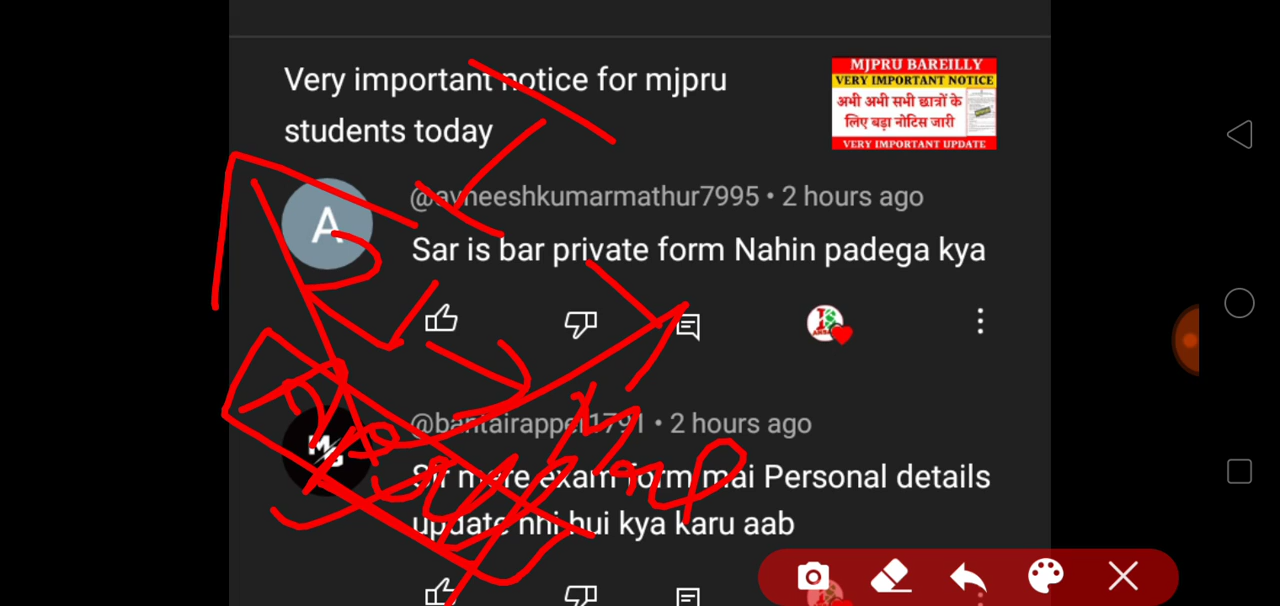 Very important notice for mjpru
students today
MJPRU BAREILLY
VERY IMPORTANT NOTICE
अभी अभी सभी छात्रों के
लिए बड़ा नोटिस जारी
VERY IMPORTANT UPDATE
A
@avneeshkumarmathur7995 • 2 hours ago
Sar is bar private form Nahin padega kya
@bantairapper1791 • 2 hours ago
Sir mere exam form mai Personal details
update nhi hui kya karu aab